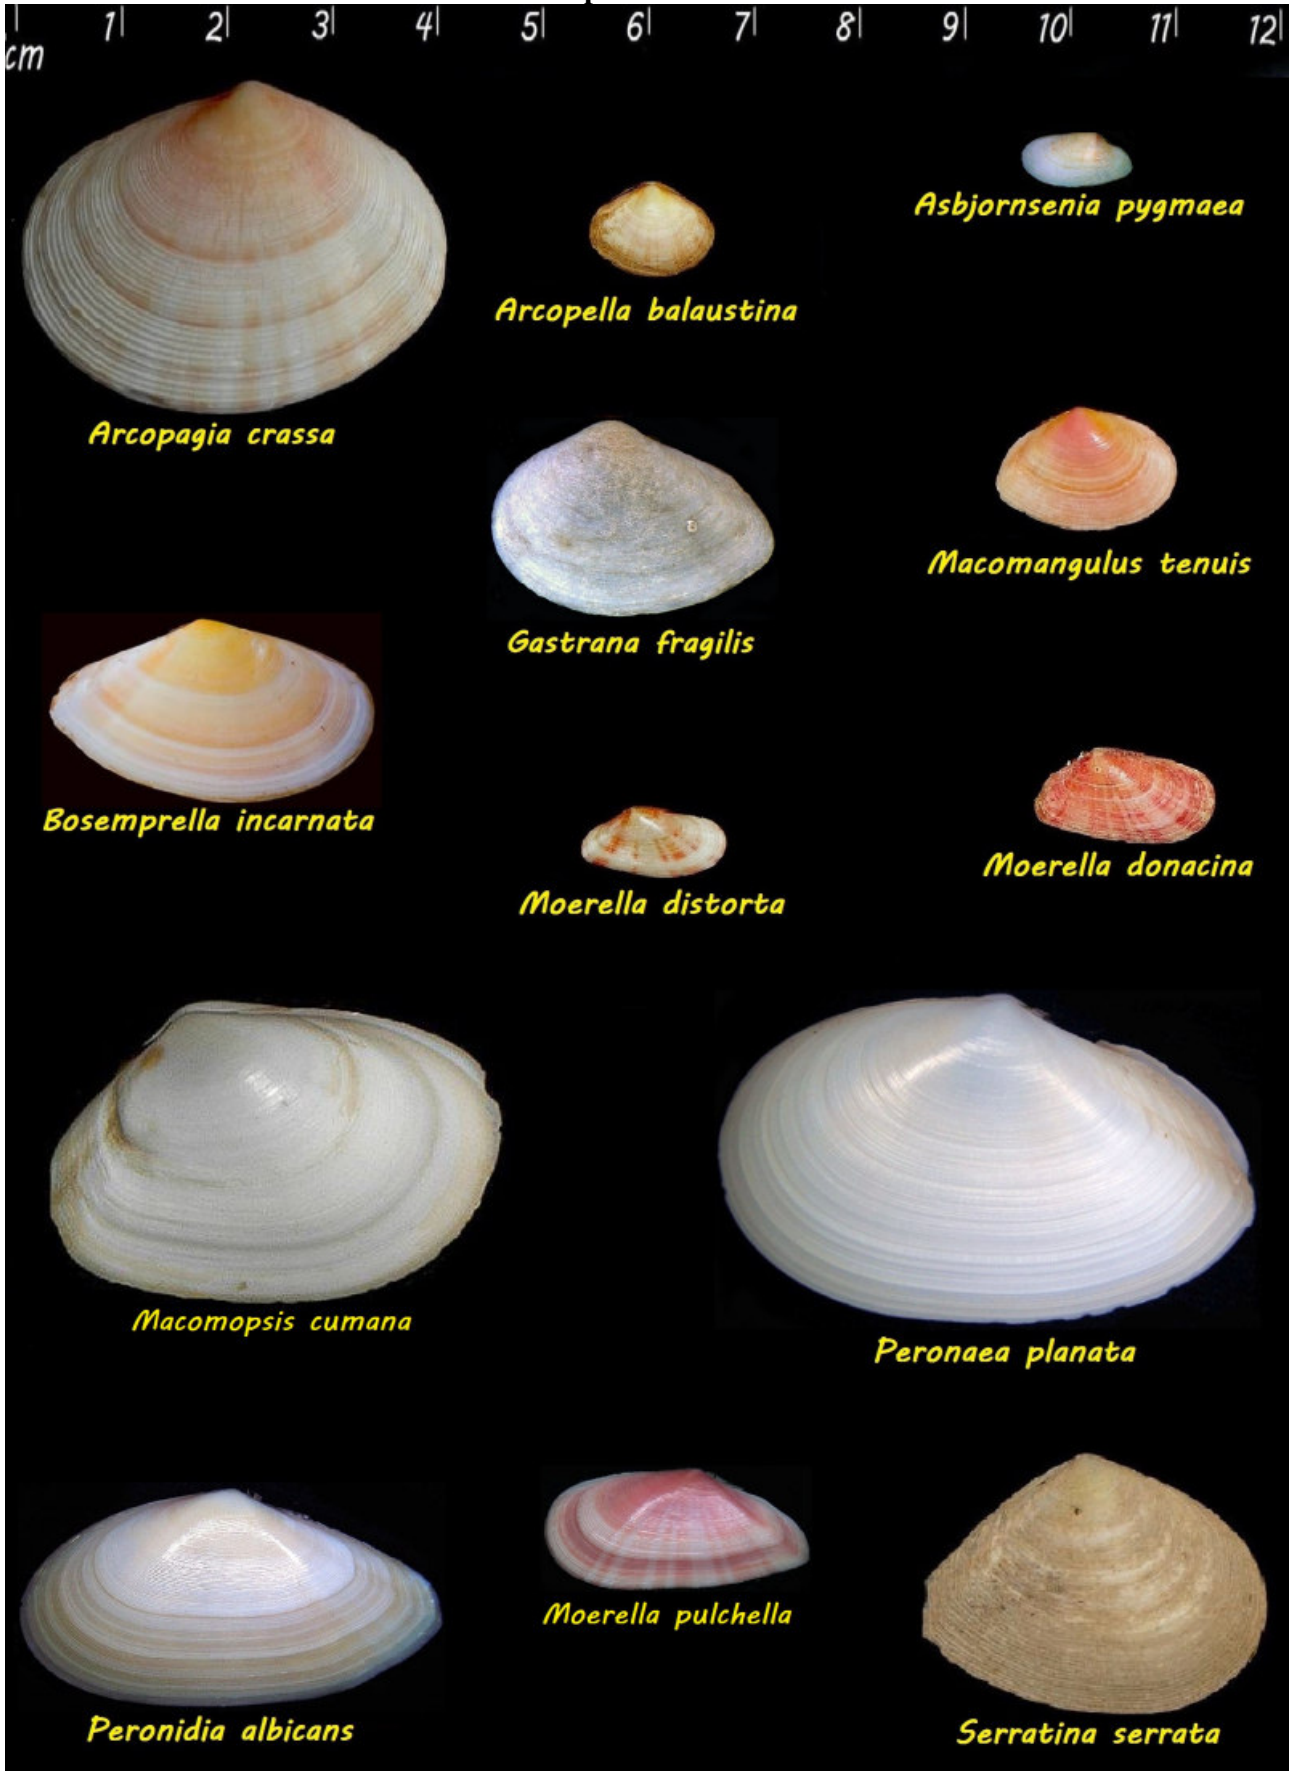 1 2 3 4 5 6 7 8 9 10 11 12
cm
Asbjornsenia pygmaea
Arcopella balaustina
Arcopagia crassa
Macomangulus tenuis
Gastrana fragilis
Bosemprella incarnata
Moerella donacina
Moerella distorta
Macomopsis cumana
Peronaea planata
Moerella pulchella
Peronidia albicans
Serratina serrata